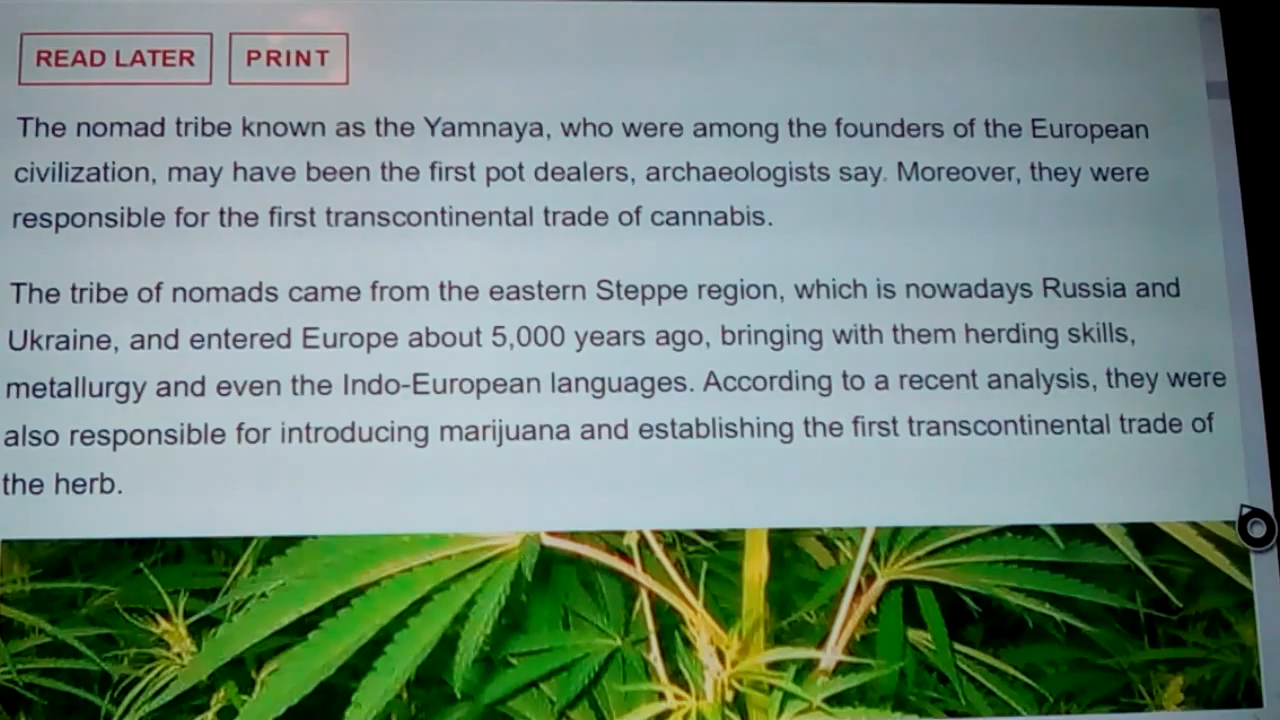 READ LATER PRINT
The nomad tribe known as the Yamnaya, who were among the founders of the European
civilization, may have been the first pot dealers, archaeologists say. Moreover, they were
responsible for the first transcontinental trade of cannabis.
The tribe of nomads came from the eastern Steppe region, which is nowadays Russia and
Ukraine, and entered Europe about 5,000 years ago, bringing with them herding skills,
metallurgy and even the Indo-European languages. According to a recent analysis, they were
also responsible for introducing marijuana and establishing the first transcontinental trade of
the herb.